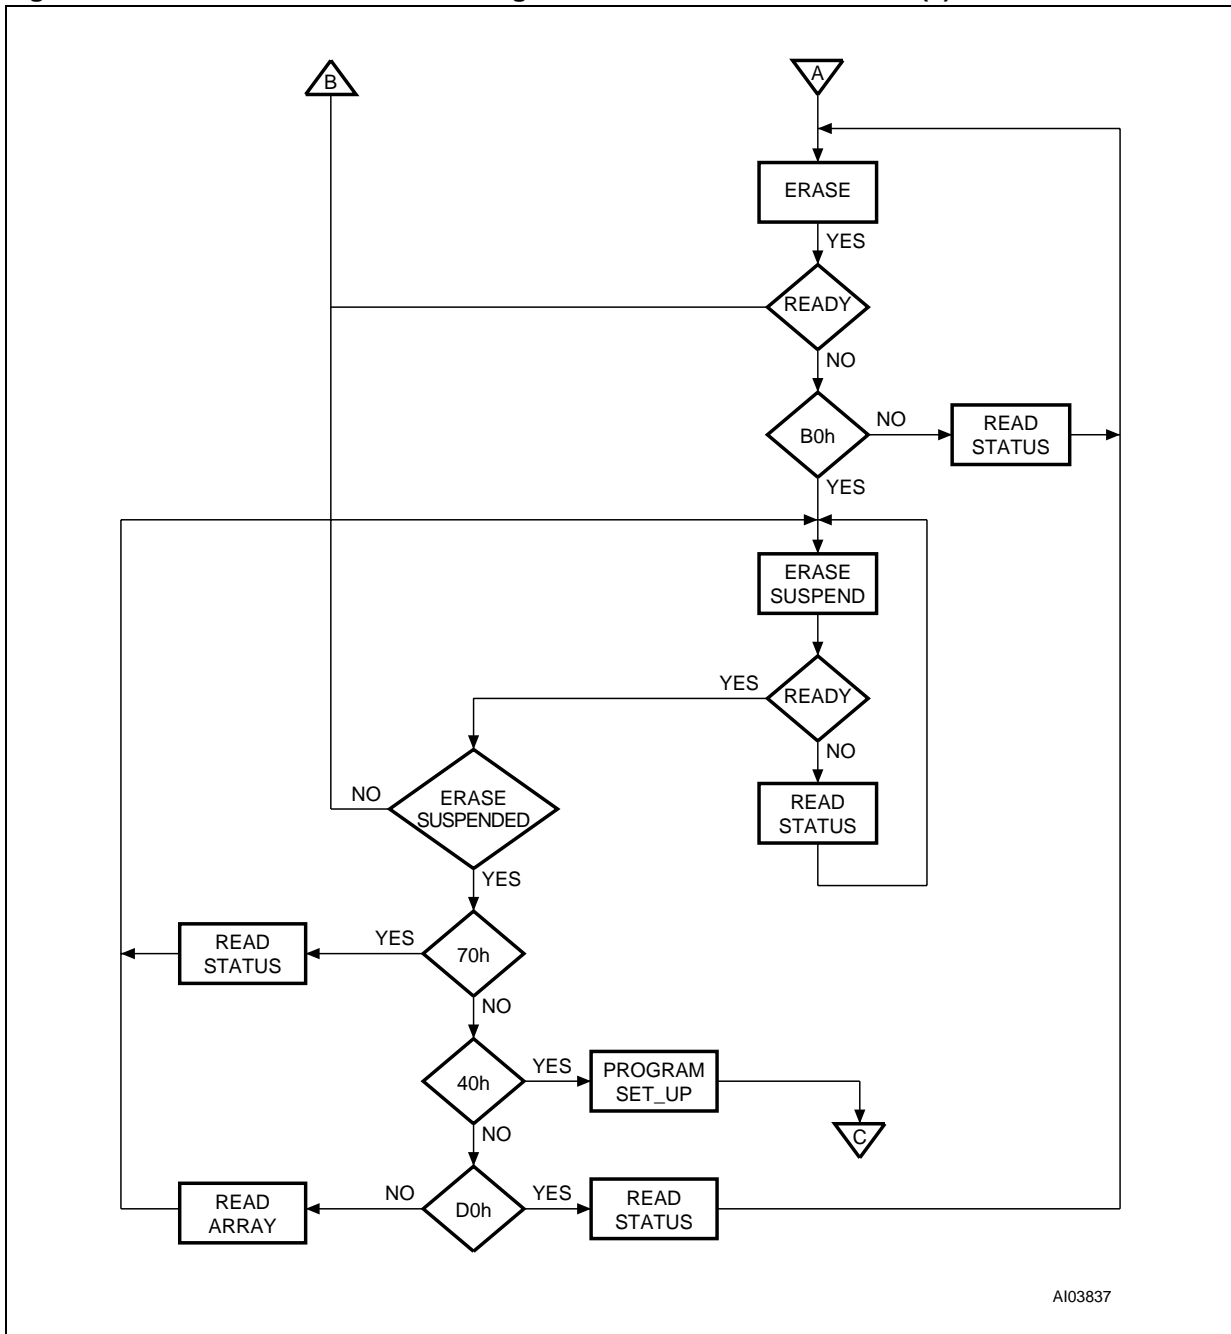 B
A
ERASE
YES
READY
NO
B0h
NO
READ
STATUS
YES
ERASE
SUSPEND
YES
READY
NO
NO
ERASE
SUSPENDED
READ
STATUS
YES
READ
STATUS
YES
70h
NO
40h
YES
PROGRAM
SET_UP
NO
C
READ
ARRAY
NO
D0h
YES
READ
STATUS
AI03837